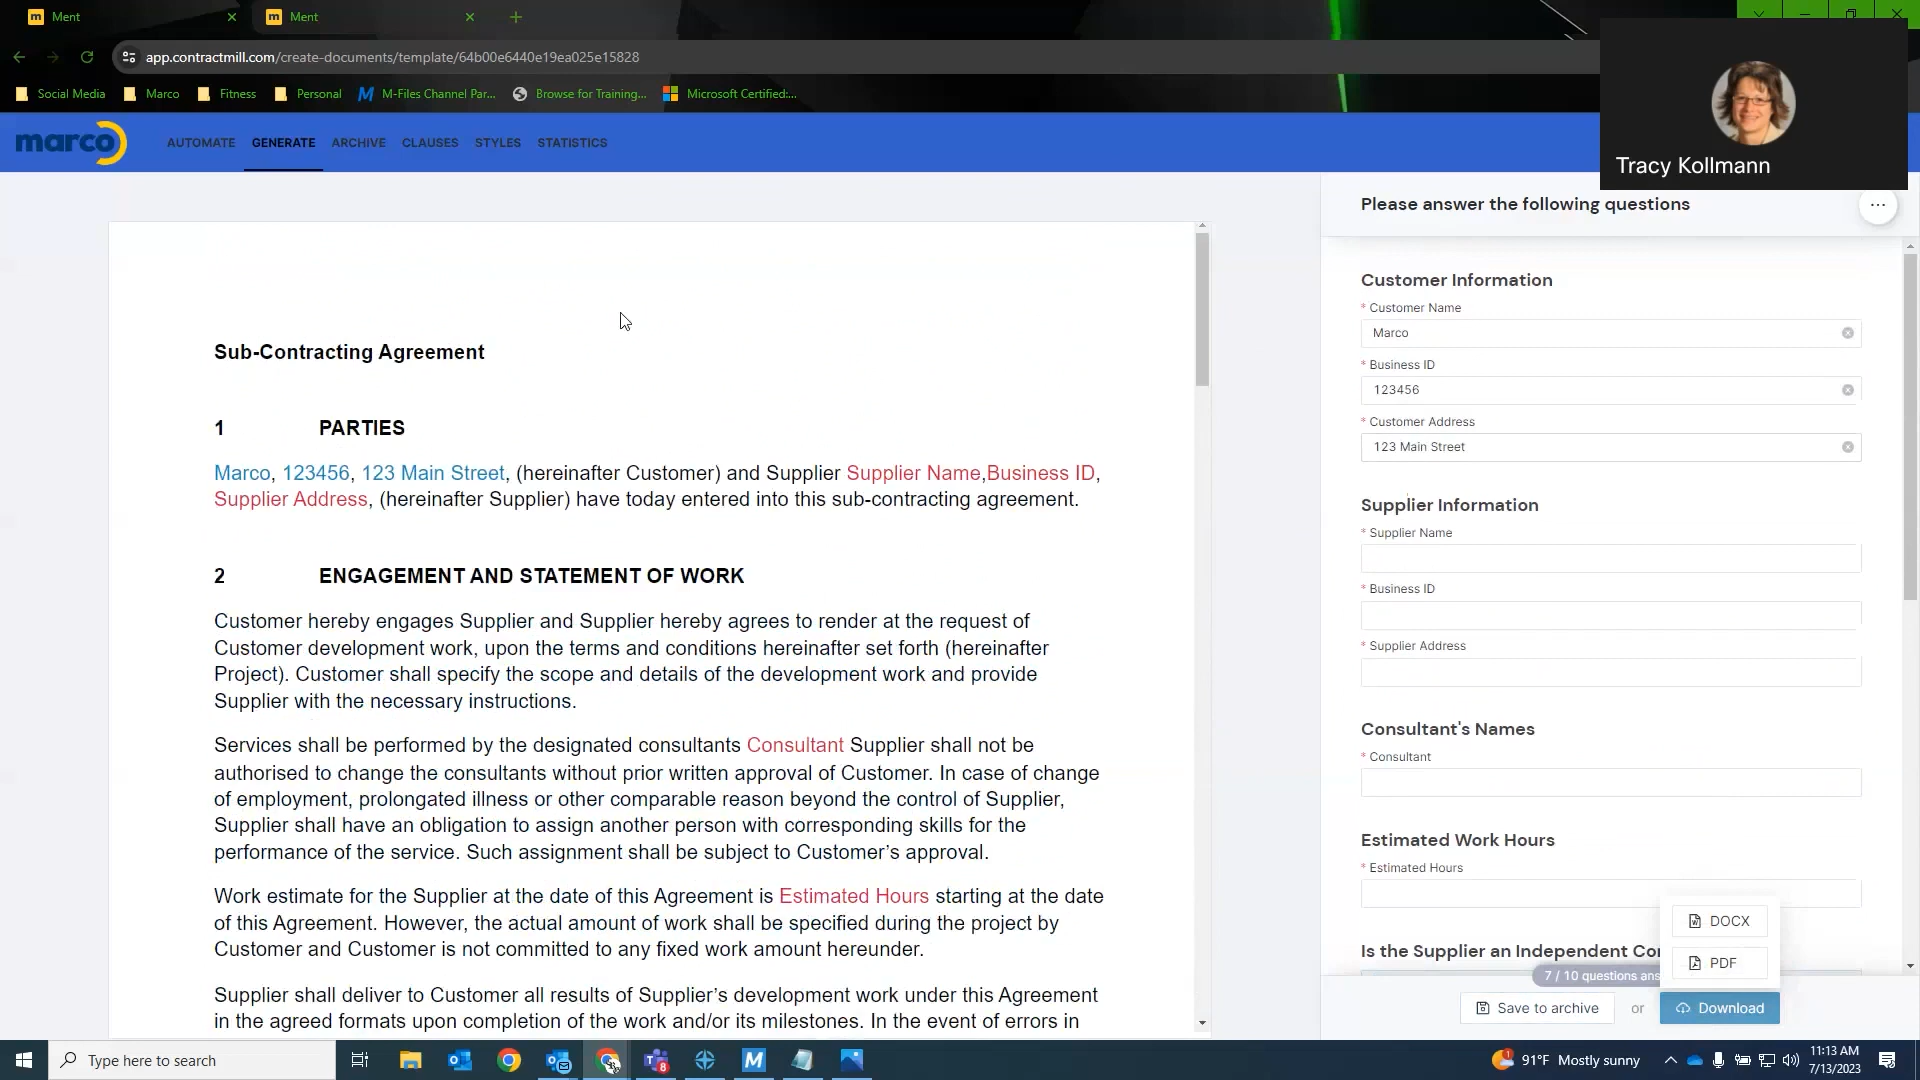 Ment
Ment
app.contractmill.com/create-documents/template/64b00e6440e19ea025e15828
Social Media
Marco
Fitness
Personal
M-Files Channel Par...
Browse for Training...
Microsoft Certified:...
Tracy Kollmann
marco
AUTOMATE
GENERATE
ARCHIVE
CLAUSES
STYLES
STATISTICS
Sub-Contracting Agreement
1 PARTIES
Marco, 123456, 123 Main Street, (hereinafter Customer) and Supplier Supplier Name,Business ID,
Supplier Address, (hereinafter Supplier) have today entered into this sub-contracting agreement.
2 ENGAGEMENT AND STATEMENT OF WORK
Customer hereby engages Supplier and Supplier hereby agrees to render at the request of
Customer development work, upon the terms and conditions hereinafter set forth (hereinafter
Project). Customer shall specify the scope and details of the development work and provide
Supplier with the necessary instructions.
Services shall be performed by the designated consultants Consultant Supplier shall not be
authorised to change the consultants without prior written approval of Customer. In case of change
of employment, prolongated illness or other comparable reason beyond the control of Supplier,
Supplier shall have an obligation to assign another person with corresponding skills for the
performance of the service. Such assignment shall be subject to Customer’s approval.
Work estimate for the Supplier at the date of this Agreement is Estimated Hours starting at the date
of this Agreement. However, the actual amount of work shall be specified during the project by
Customer and Customer is not committed to any fixed work amount hereunder.
Supplier shall deliver to Customer all results of Supplier’s development work under this Agreement
in the agreed formats upon completion of the work and/or its milestones. In the event of errors in
Please answer the following questions
Customer Information
* Customer Name
Marco
* Business ID
123456
* Customer Address
123 Main Street
Supplier Information
* Supplier Name
* Business ID
* Supplier Address
Consultant's Names
* Consultant
Estimated Work Hours
* Estimated Hours
Is the Supplier an Independent Co
7 / 10 questions ans
DOCX
PDF
Save to archive
or
Download
Type here to search
8
91°F Mostly sunny
11:13 AM
7/13/2023